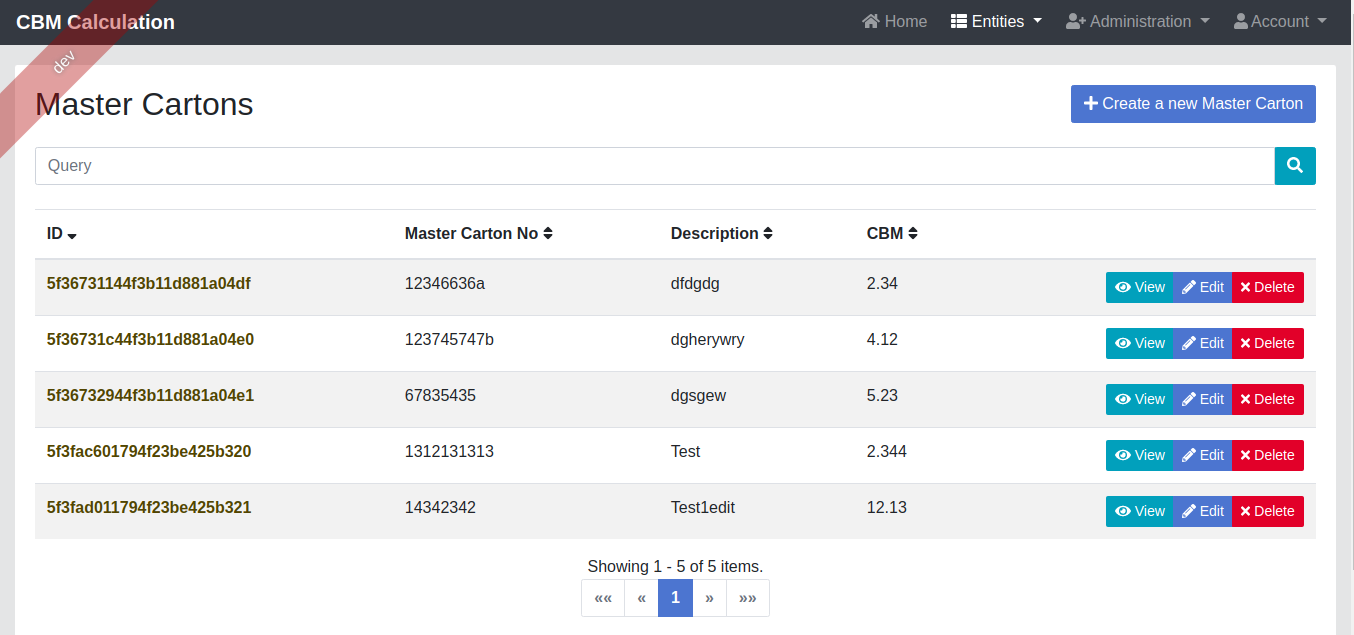 CBM Calculation Home Entities Administration Account
dev
Master Cartons + Create a new Master Carton
Query
ID Master Carton No Description CBM
5f36731144f3b11d881a04df 12346636a dfdgdg 2.34 View Edit Delete
5f36731c44f3b11d881a04e0 123745747b dgherywry 4.12 View Edit Delete
5f36732944f3b11d881a04e1 67835435 dgsgew 5.23 View Edit Delete
5f3fac601794f23be425b320 1312131313 Test 2.344 View Edit Delete
5f3fad011794f23be425b321 14342342 Test1edit 12.13 View Edit Delete
Showing 1 - 5 of 5 items.
«« « 1 » »»